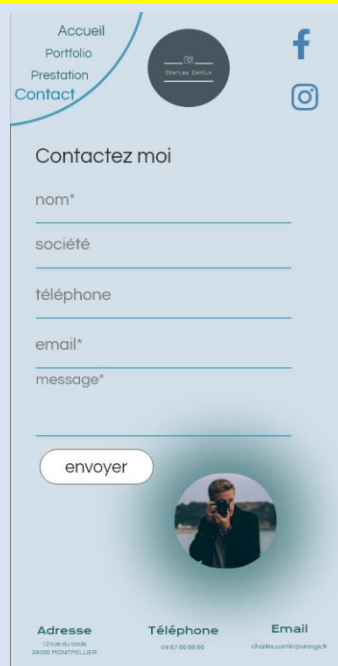 Accueil
Portfolio
Prestation
Contact
Charles Cantin
Contactez moi
nom*
société
téléphone
email*
message*
envoyer
Adresse
Téléphone
Email
12 rue du code
34000 MONTPELLIER
04 67 66 66 66
charles.cantin@orange.fr